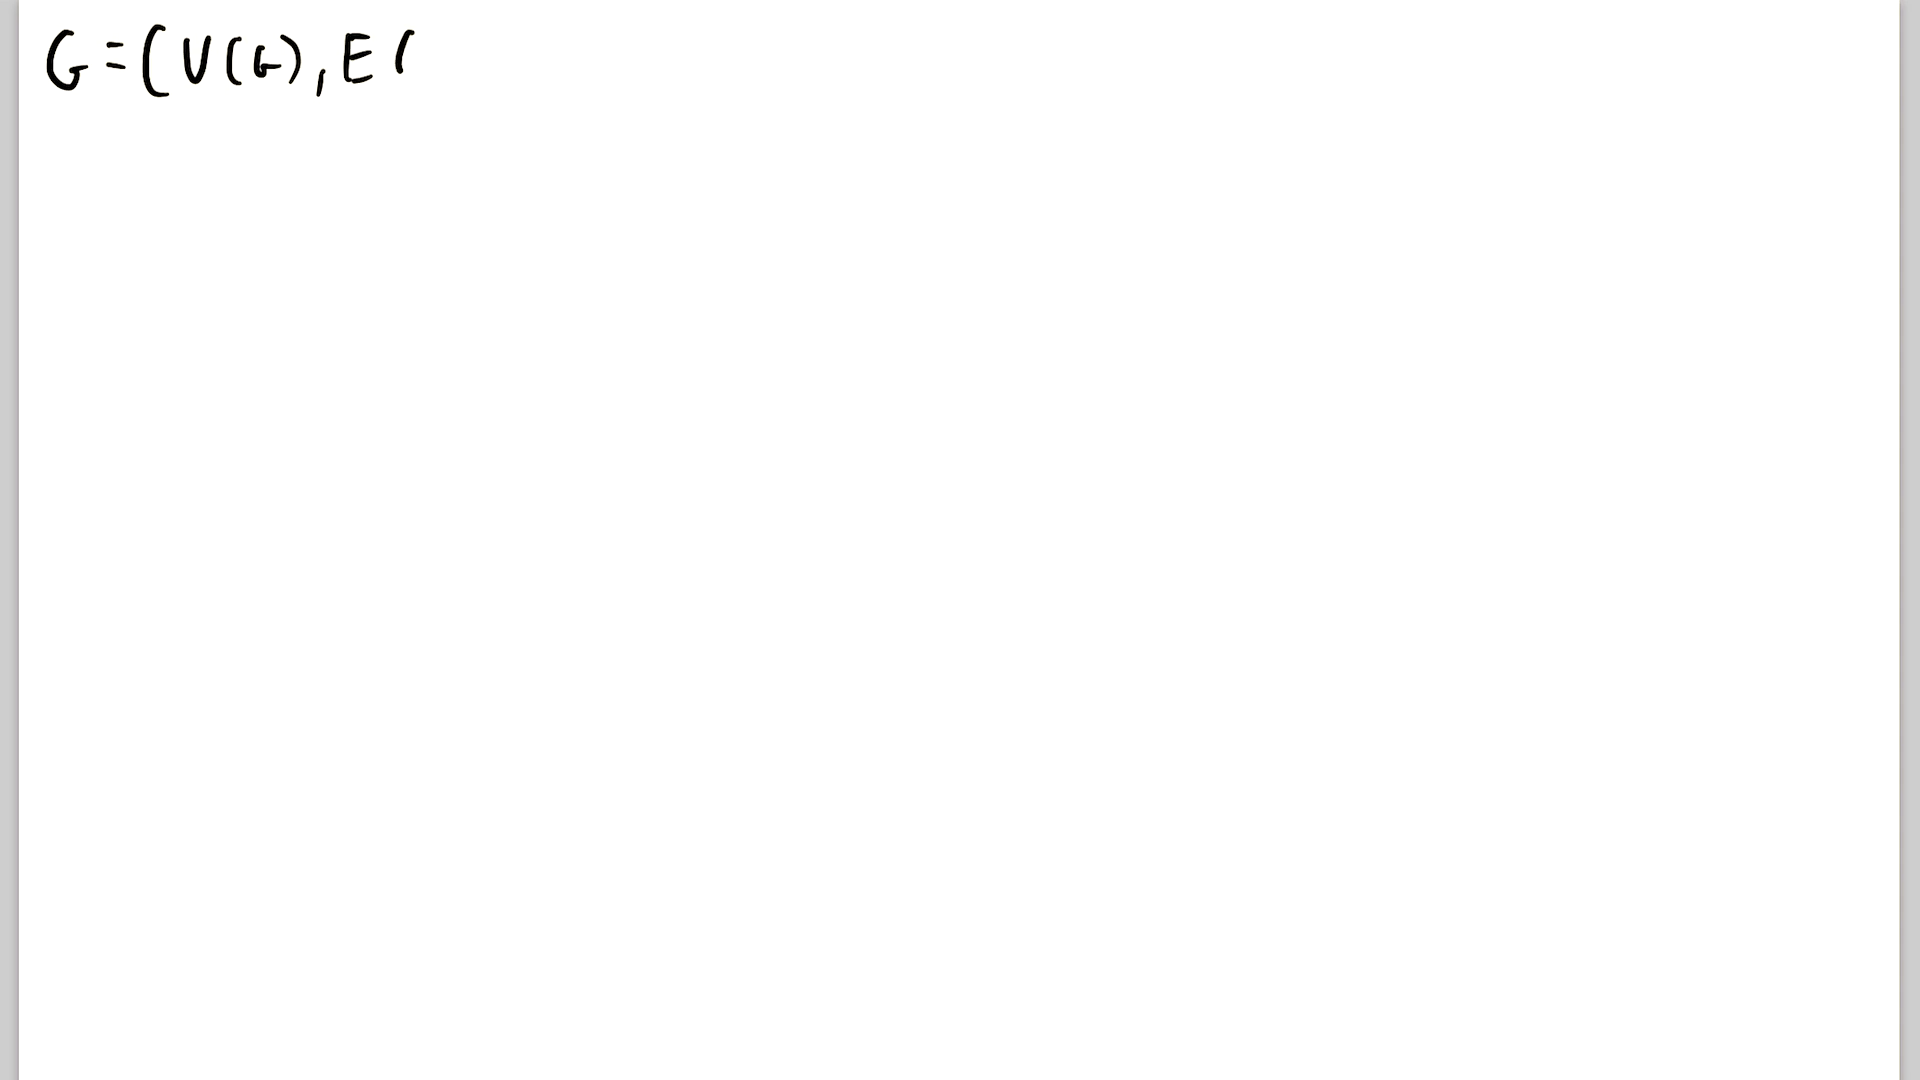 G = (V(G), E(